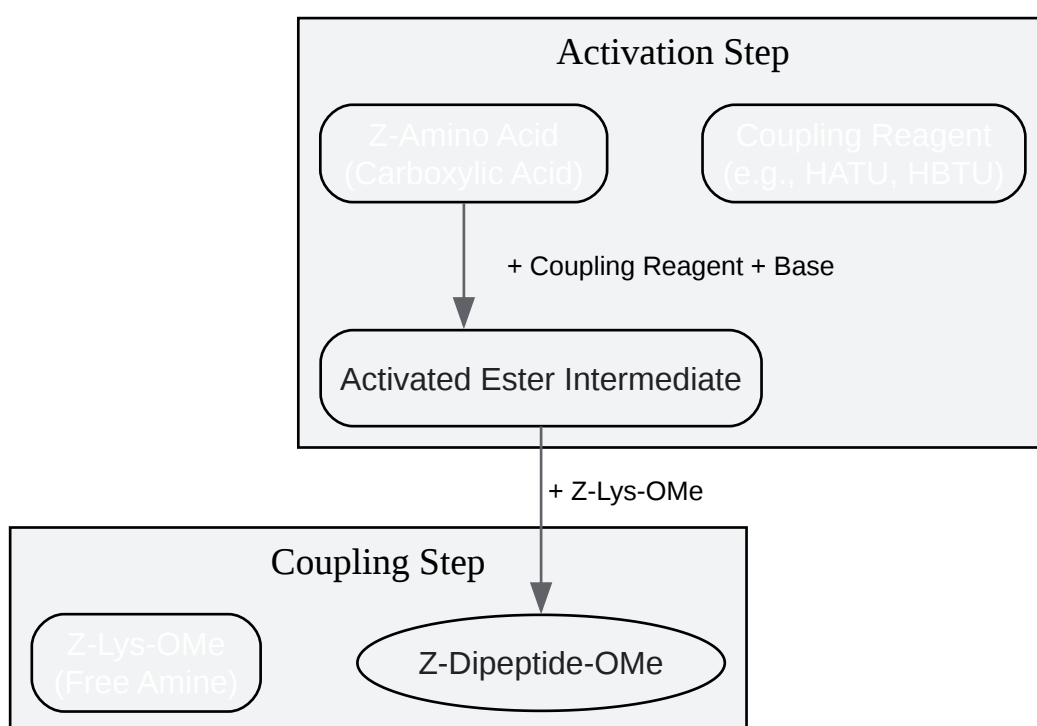 Activation Step
Z-Amino Acid
(Carboxylic Acid)
Coupling Reagent
(e.g., HATU, HBTU)
+ Coupling Reagent + Base
Activated Ester Intermediate
+ Z-Lys-OMe
Coupling Step
Z-Lys-OMe
(Free Amine)
Z-Dipeptide-OMe